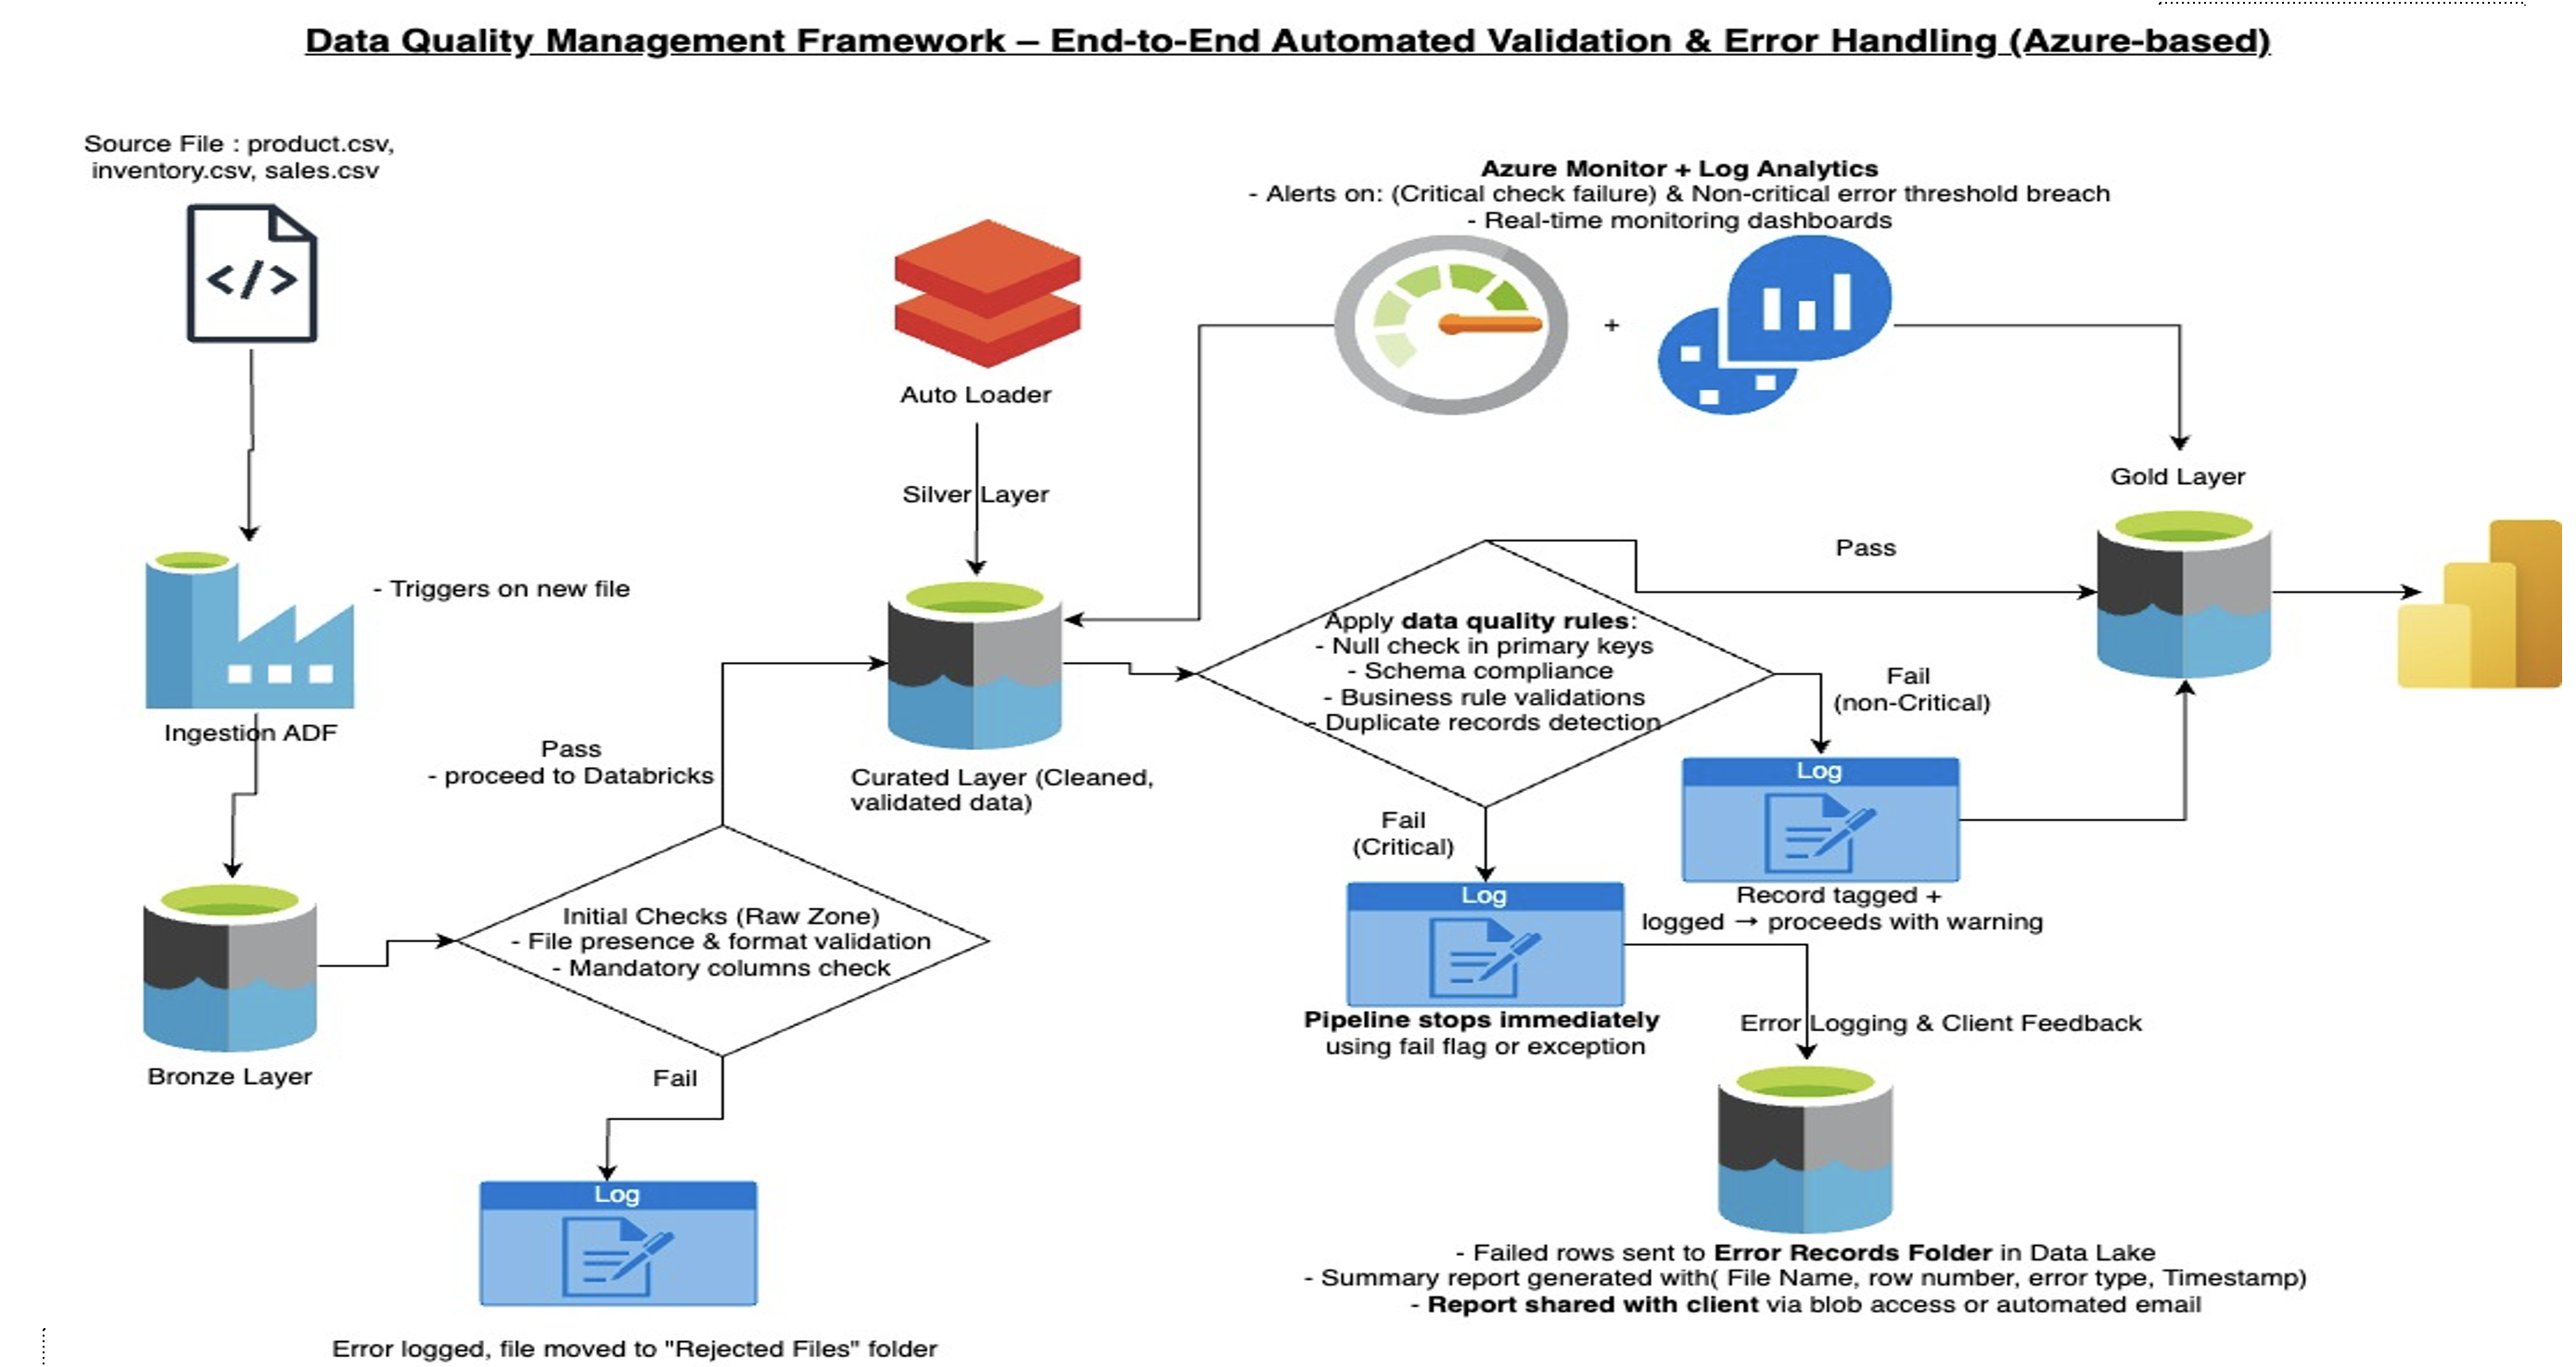 Data Quality Management Framework – End-to-End Automated Validation & Error Handling (Azure-based)
Source File : product.csv,
inventory.csv, sales.csv
Azure Monitor + Log Analytics
- Alerts on: (Critical check failure) & Non-critical error threshold breach
- Real-time monitoring dashboards
</>
+
Auto Loader
Silver Layer
Gold Layer
- Triggers on new file
Ingestion ADF
Pass
- proceed to Databricks
Curated Layer (Cleaned,
validated data)
Apply data quality rules:
- Null check in primary keys
- Schema compliance
- Business rule validations
- Duplicate records detection
Pass
Fail
(non-Critical)
Log
Record tagged +
logged → proceeds with warning
Fail
(Critical)
Log
Pipeline stops immediately
using fail flag or exception
Error Logging & Client Feedback
Initial Checks (Raw Zone)
- File presence & format validation
- Mandatory columns check
Bronze Layer
Fail
Log
Error logged, file moved to "Rejected Files" folder
- Failed rows sent to Error Records Folder in Data Lake
- Summary report generated with( File Name, row number, error type, Timestamp)
- Report shared with client via blob access or automated email